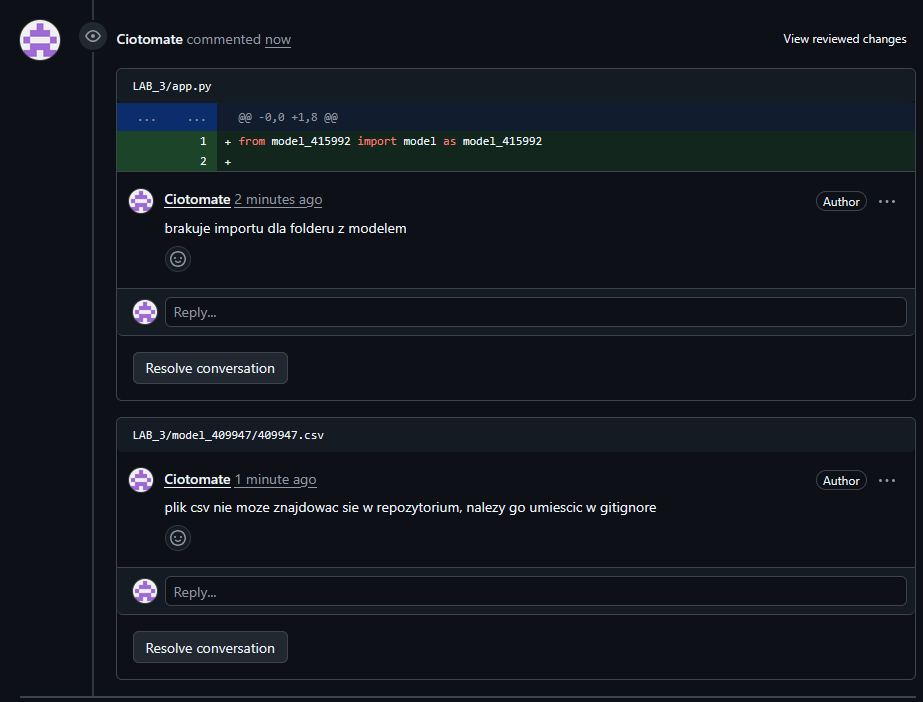 Ciotomate commented now
View reviewed changes
LAB_3/app.py
... ... @@ -0,0 +1,8 @@
1 + from model_415992 import model as model_415992
2 +
Ciotomate 2 minutes ago
Author ...
brakuje importu dla folderu z modelem
Reply...
Resolve conversation
LAB_3/model_409947/409947.csv
Ciotomate 1 minute ago
Author ...
plik csv nie moze znajdowac sie w repozytorium, nalezy go umiescic w gitignore
Reply...
Resolve conversation